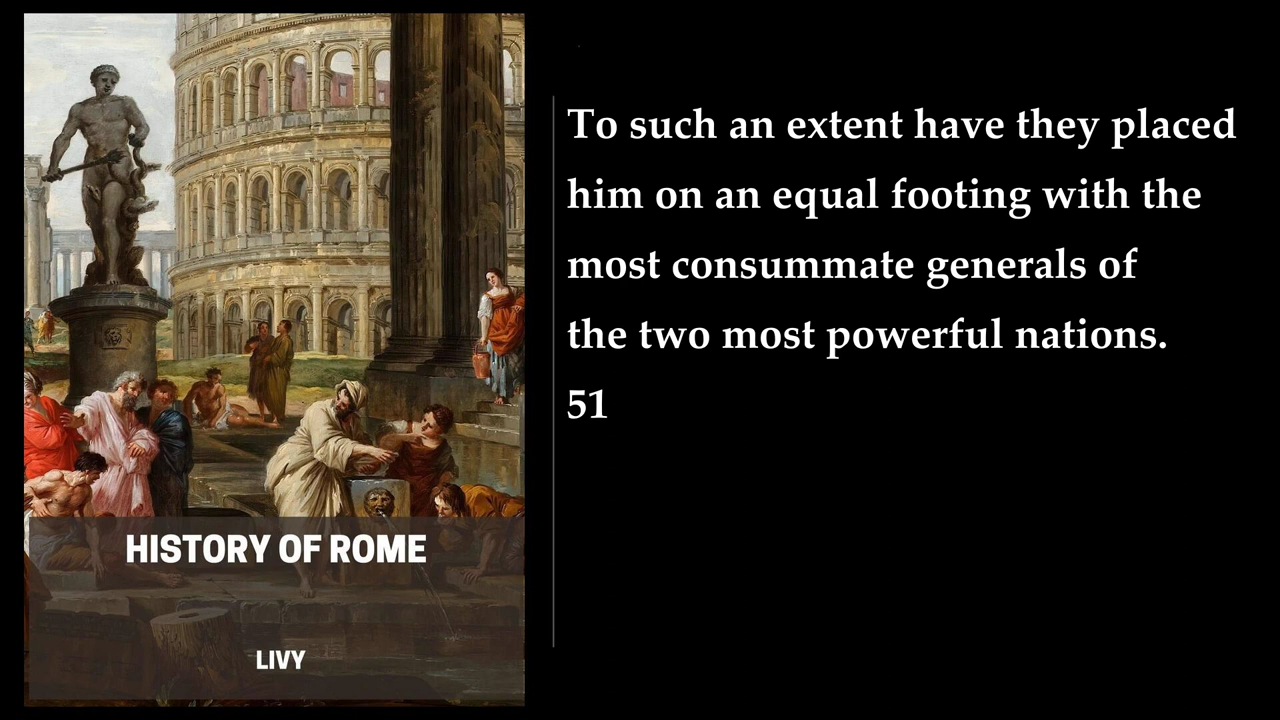 HISTORY OF ROME
LIVY
To such an extent have they placed
him on an equal footing with the
most consummate generals of
the two most powerful nations.
51